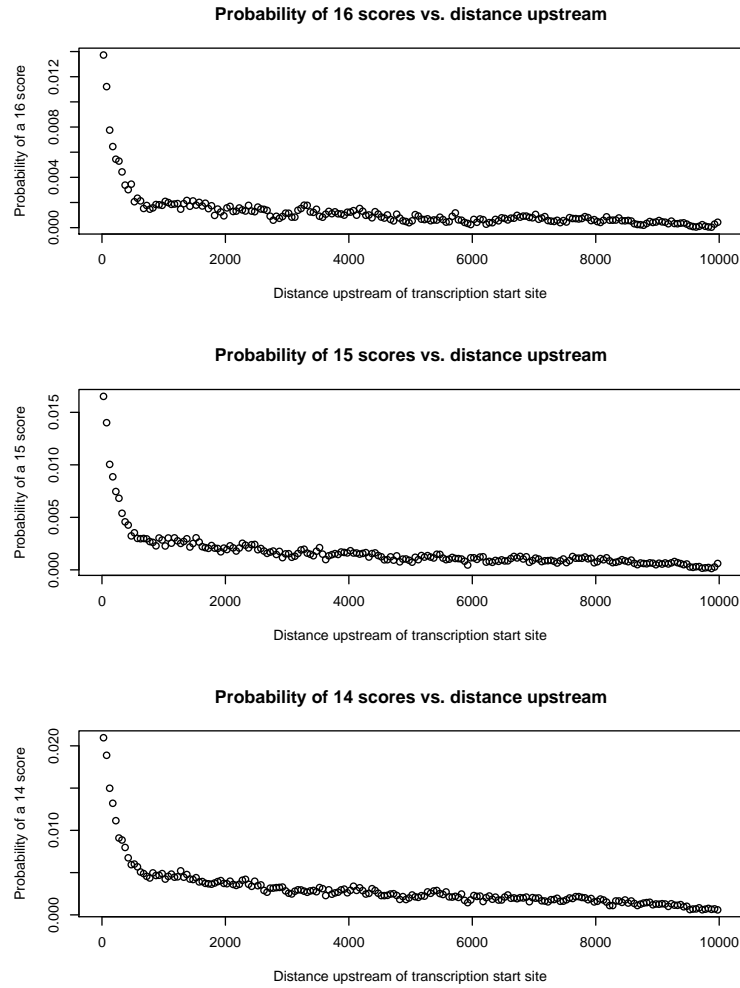 Probability of 16 scores vs. distance upstream
Probability of a 16 score
0.012
0.008
0.004
0.000
0 2000 4000 6000 8000 10000
Distance upstream of transcription start site
Probability of 15 scores vs. distance upstream
Probability of a 15 score
0.015
0.010
0.005
0.000
0 2000 4000 6000 8000 10000
Distance upstream of transcription start site
Probability of 14 scores vs. distance upstream
Probability of a 14 score
0.020
0.010
0.000
0 2000 4000 6000 8000 10000
Distance upstream of transcription start site